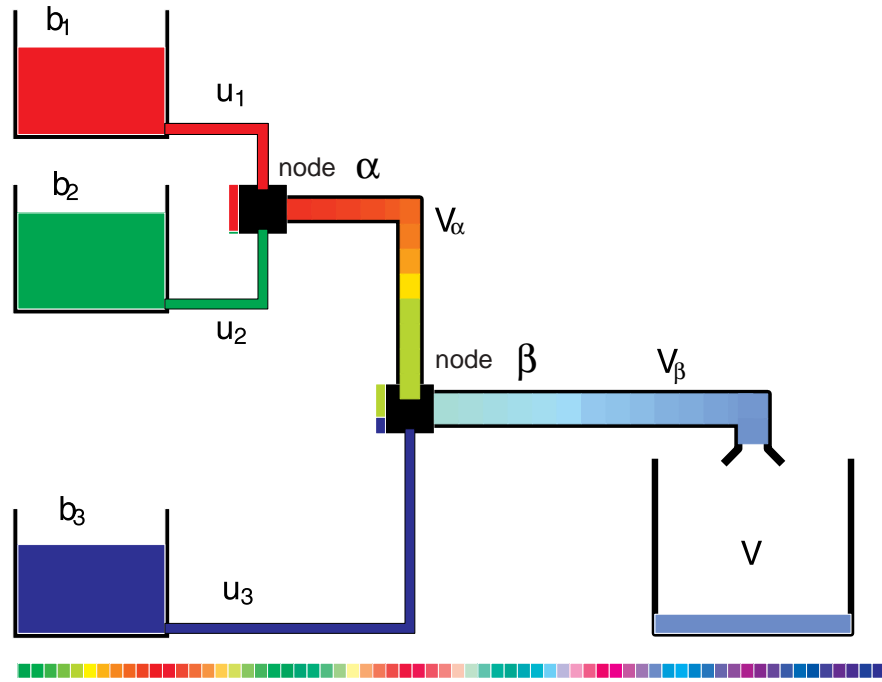 b₁
u₁
node α
b₂
Vα
u₂
node β
Vᵦ
b₃
V
u₃